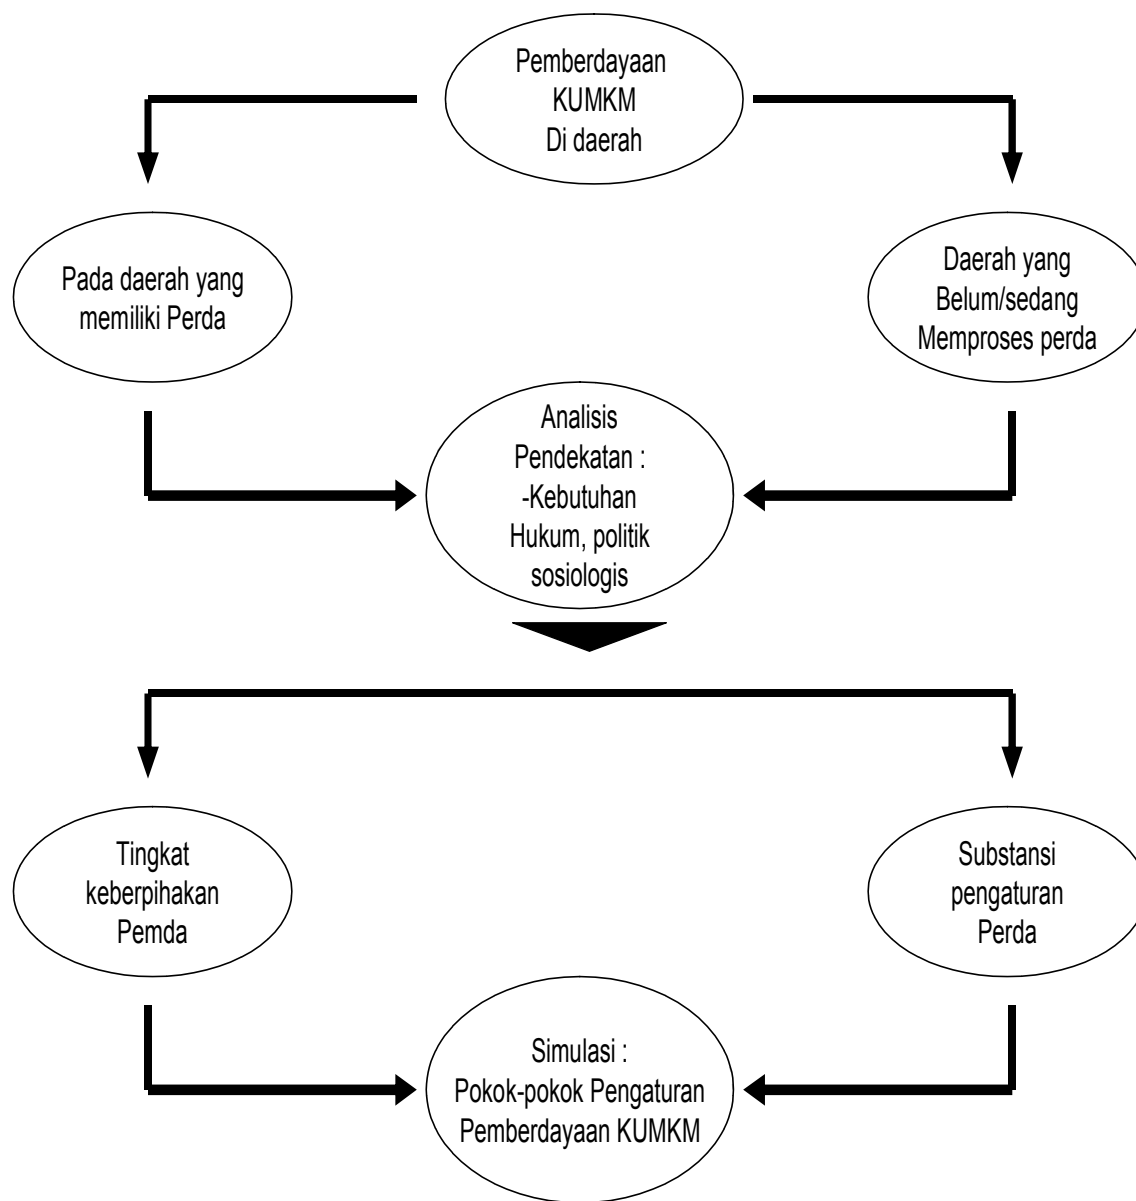 Pemberdayaan
KUMKM
Di daerah
Pada daerah yang
memiliki Perda
Daerah yang
Belum/sedang
Memproses perda
Analisis
Pendekatan :
-Kebutuhan
Hukum, politik
sosiologis
Tingkat
keberpihakan
Pemda
Substansi
pengaturan
Perda
Simulasi :
Pokok-pokok Pengaturan
Pemberdayaan KUMKM